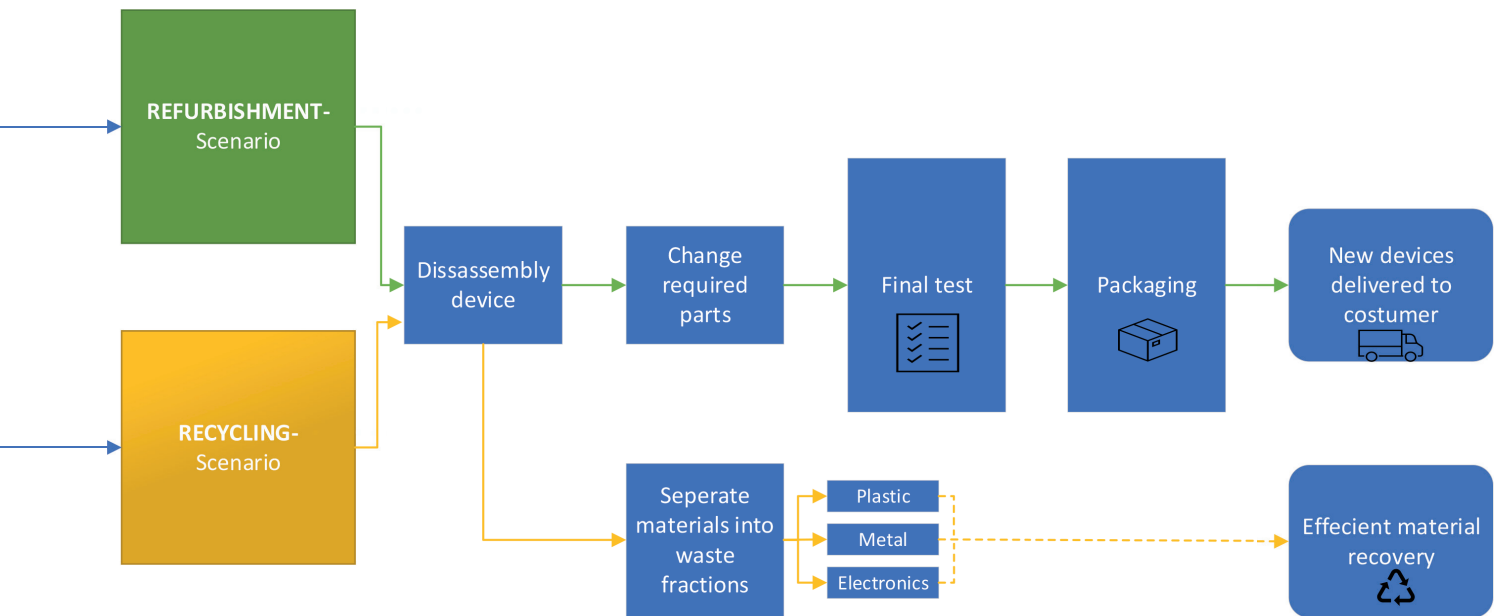 REFURBISHMENT-
Scenario
Dissassembly
device
Change
required
parts
Final test
Packaging
New devices
delivered to
costumer
RECYCLING-
Scenario
Seperate
materials into
waste
fractions
Plastic
Metal
Electronics
Effecient material
recovery